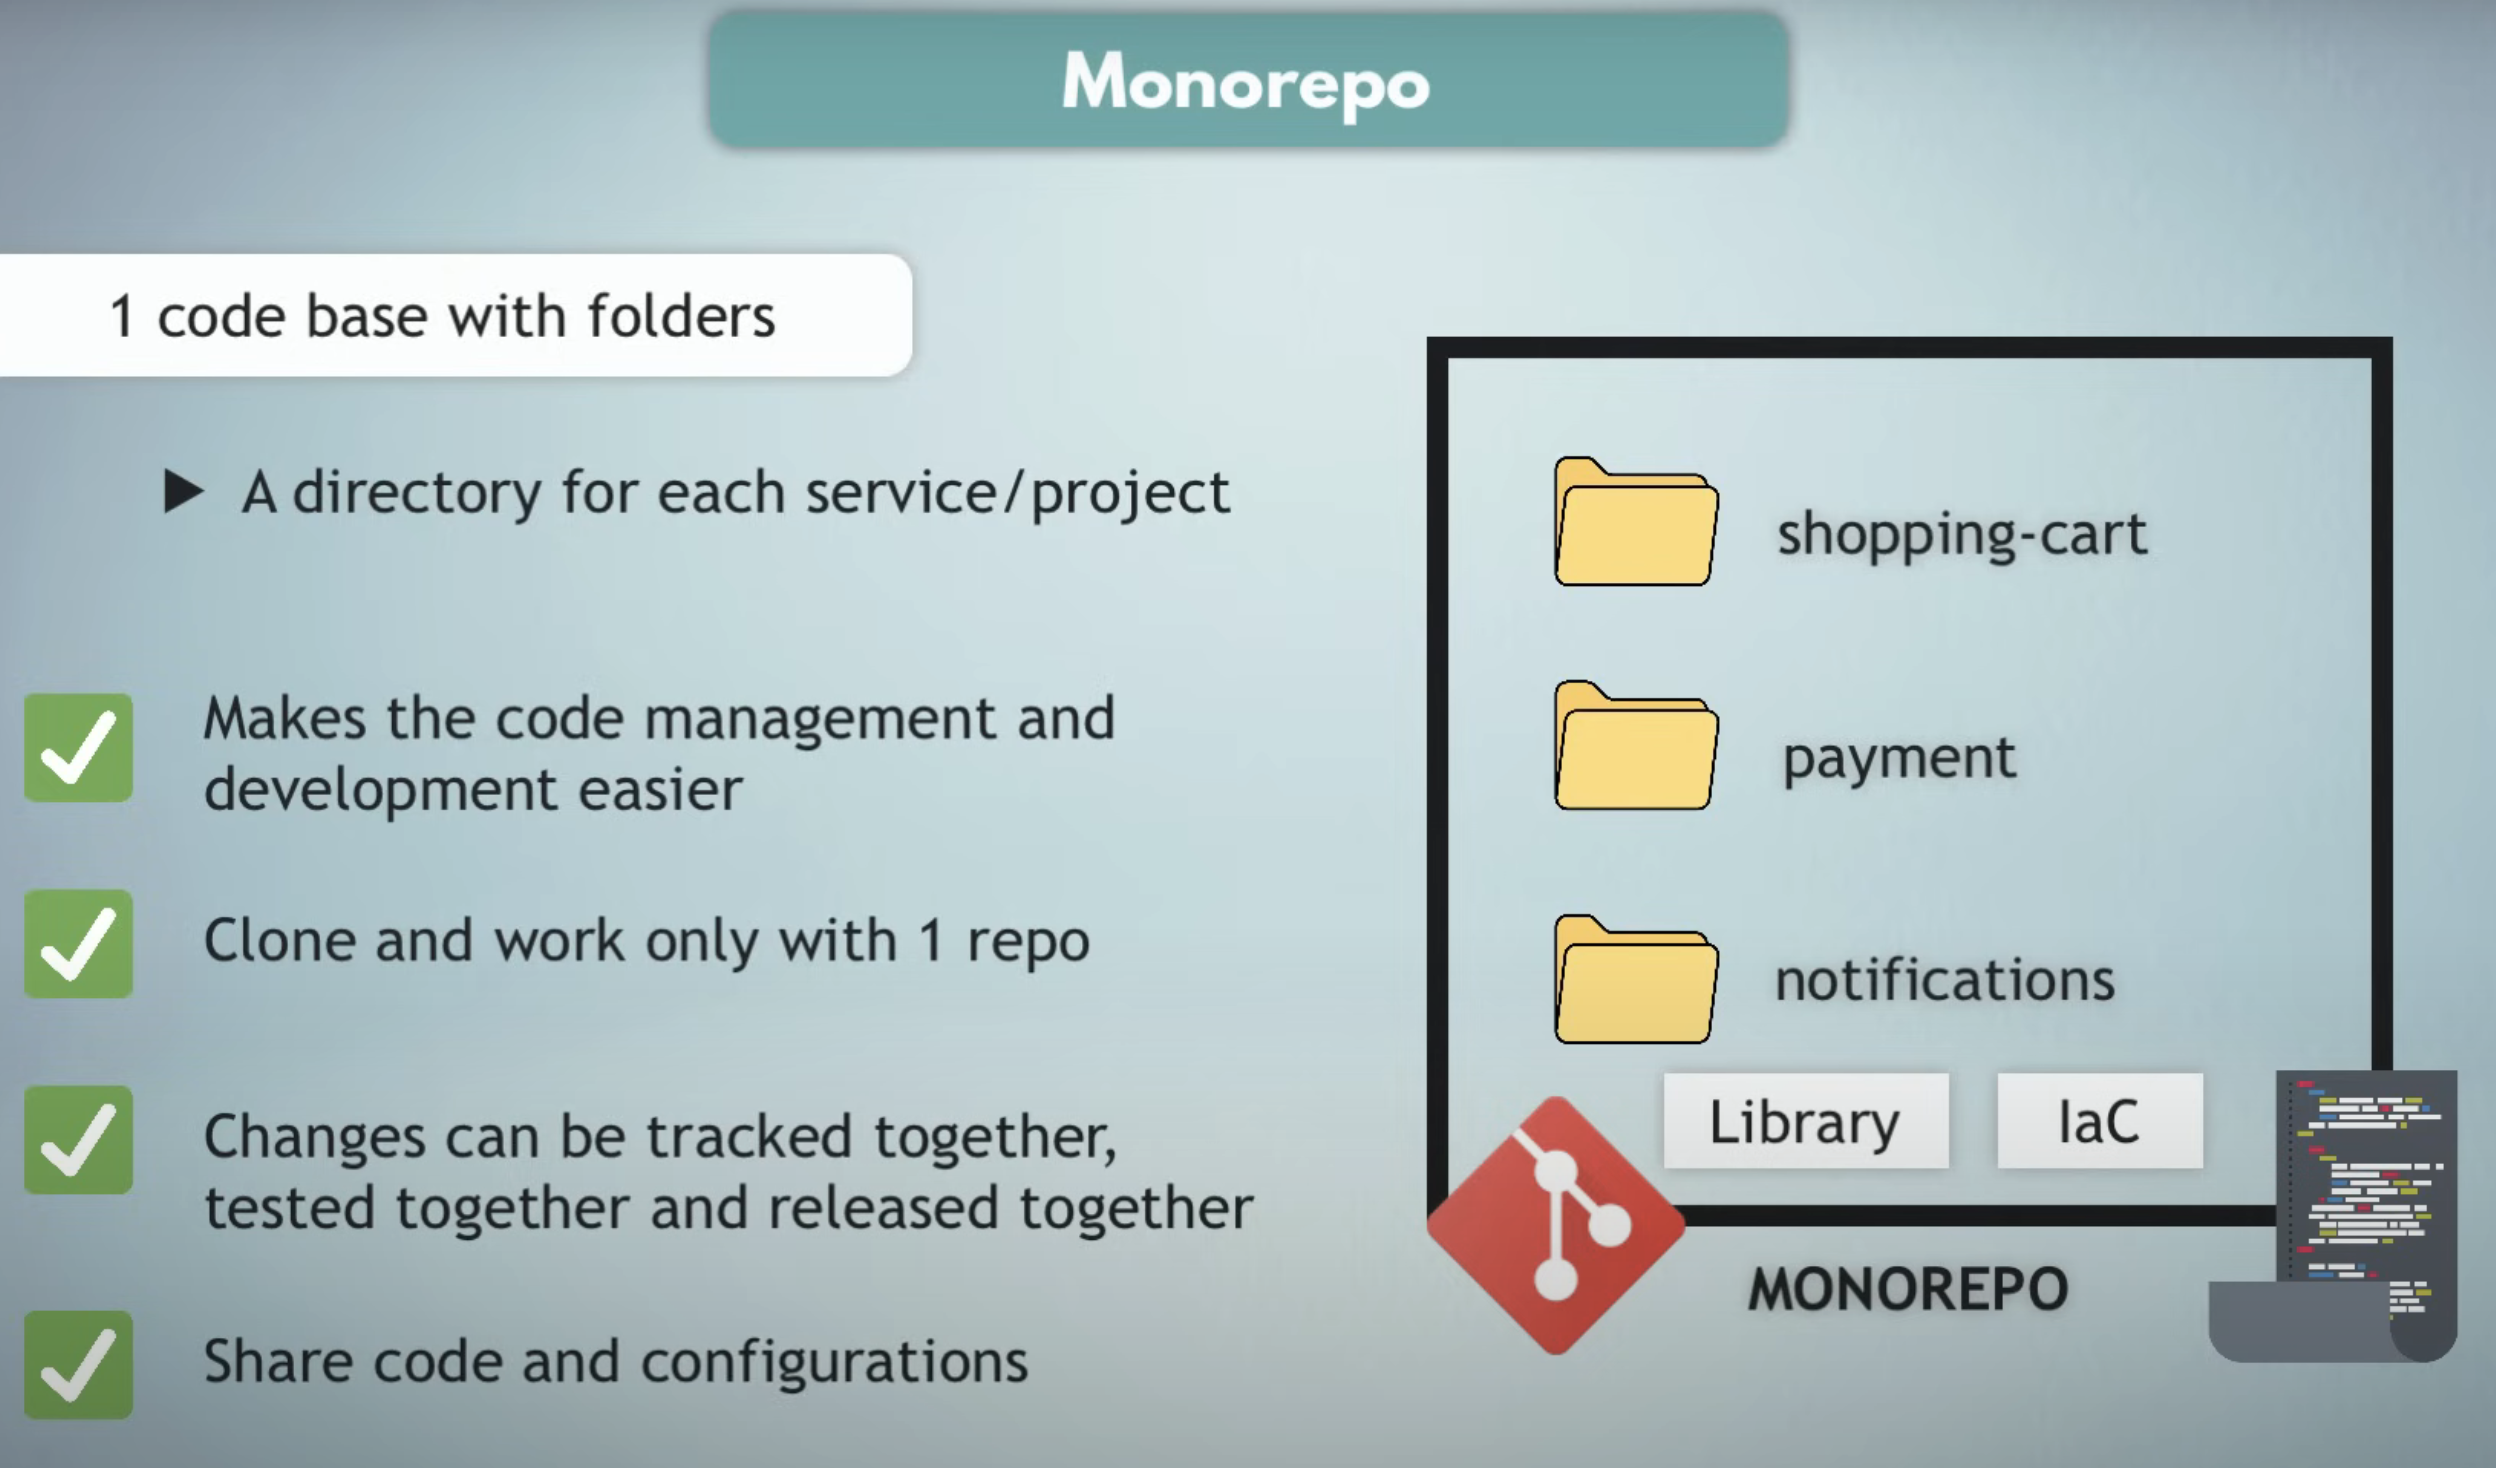 Monorepo
1 code base with folders
▶ A directory for each service/project
Makes the code management and
development easier
Clone and work only with 1 repo
Changes can be tracked together,
tested together and released together
Share code and configurations
shopping-cart
payment
notifications
Library
IaC
MONOREPO